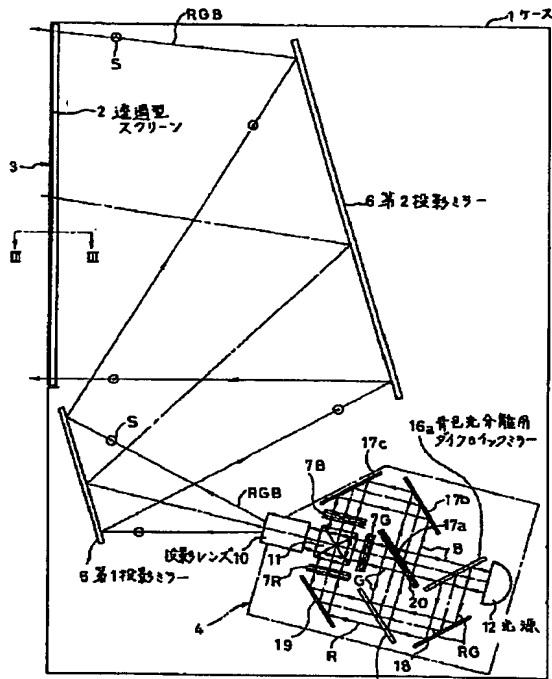 RGB
1 ケース
S
2 透過型
スクリーン
3
6 第2投影ミラー
III III
S
16a 青色光分離用
ダイクロイックミラー
17c
7B
17b
RGB
7G
17a
B
投影レンズ 10
11
G
7R
20
12 光源
6 第1投影ミラー
4
19
R
18
RG